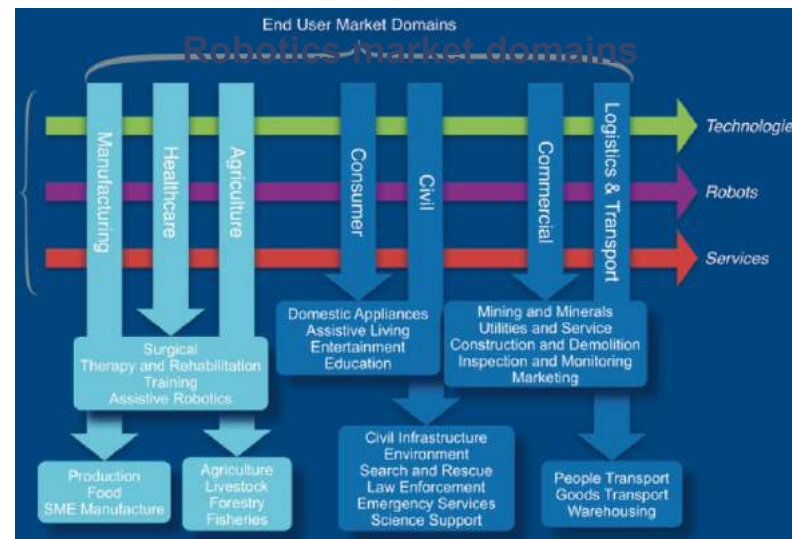 End User Market Domains
Robotics market domains
Manufacturing
Healthcare
Agriculture
Consumer
Civil
Commercial
Logistics & Transport
Technologie
Robots
Services
Surgical
Therapy and Rehabilitation
Training
Assistive Robotics
Domestic Appliances
Assistive Living
Entertainment
Education
Mining and Minerals
Utilities and Service
Construction and Demolition
Inspection and Monitoring
Marketing
Production
Food
SME Manufacture
Agriculture
Livestock
Forestry
Fisheries
Civil Infrastructure
Environment
Search and Rescue
Law Enforcement
Emergency Services
Science Support
People Transport
Goods Transport
Warehousing